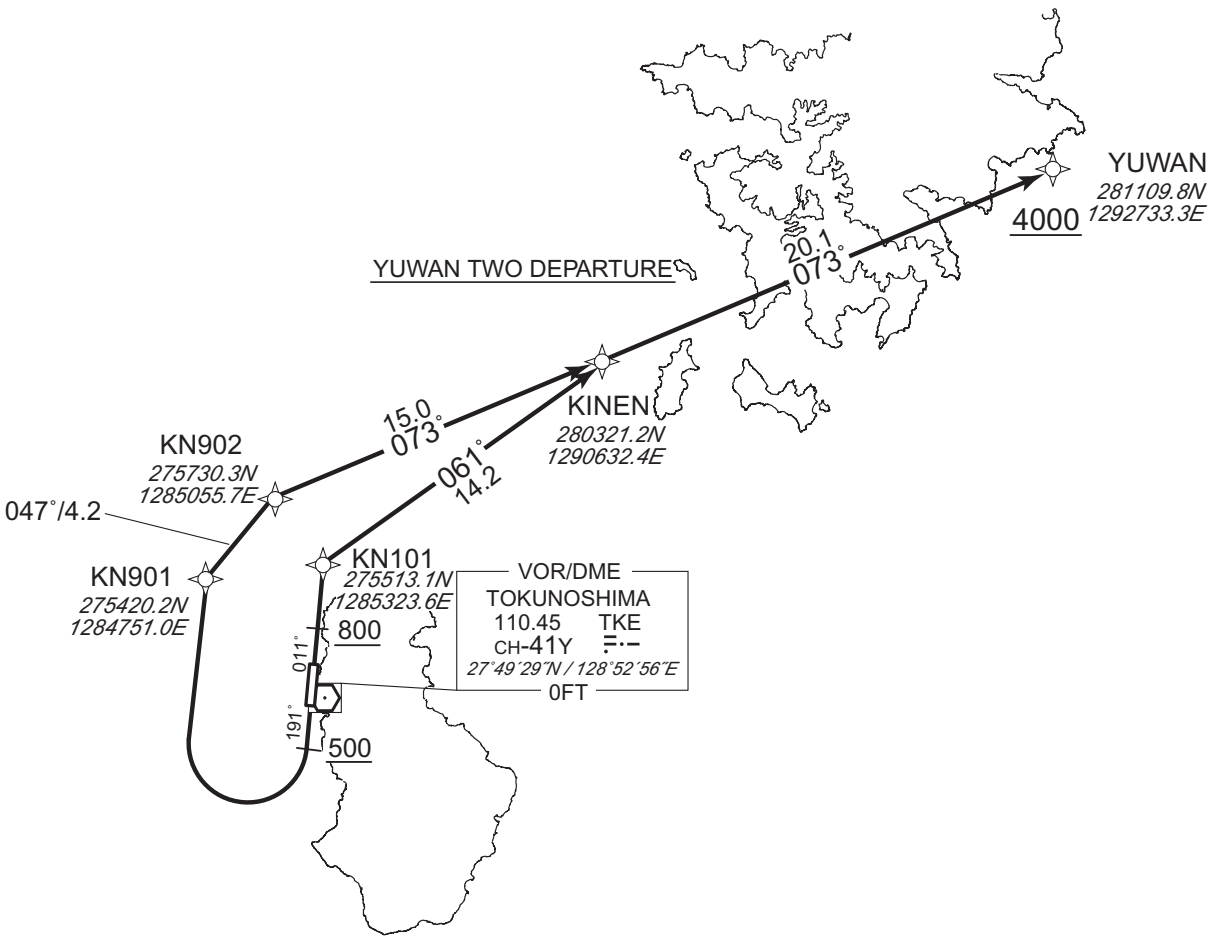 YUWAN
281109.8N
1292733.3E
4000
20.1
073°
YUWAN TWO DEPARTURE
KINEN
280321.2N
1290632.4E
15.0
073°
KN902
275730.3N
1285055.7E
061°
14.2
047°/4.2
KN901
275420.2N
1284751.0E
KN101
275513.1N
1285323.6E
VOR/DME
TOKUNOSHIMA
110.45 TKE
CH-41Y
27°49′29″N / 128°52′56″E
0FT
800
011°
191°
500